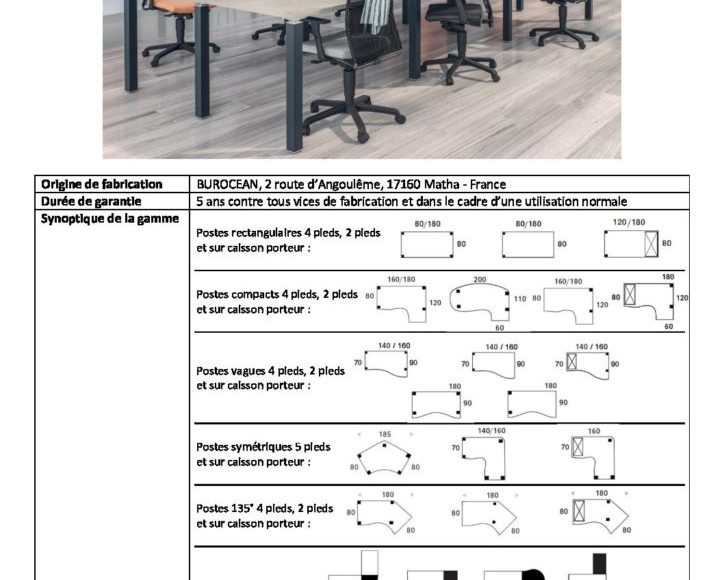 Origine de fabrication BUROCEAN, 2 route d'Angoulême, 17160 Matha - France
Durée de garantie 5 ans contre tous vices de fabrication et dans le cadre d'une utilisation normale
Synoptique de la gamme
80/180 80/180 120/180
Postes rectangulaires 4 pieds, 2 pieds
et sur caisson porteur :
80 80 80
160/180 200 160/180 180
Postes compacts 4 pieds, 2 pieds
et sur caisson porteur :
80 120 110 80 120 80 120
60 60
140 / 160 140 / 160 140 / 160
Postes vagues 4 pieds, 2 pieds
et sur caisson porteur :
70 90 70 90 70 90
180 180
90 90
< 185 > 140/160 160
Postes symétriques 5 pieds
et sur caisson porteur :
70 70
80 80
< 180 > < 180 > < 180 >
Postes 135° 4 pieds, 2 pieds
et sur caisson porteur :
80 80 80
80 80 80